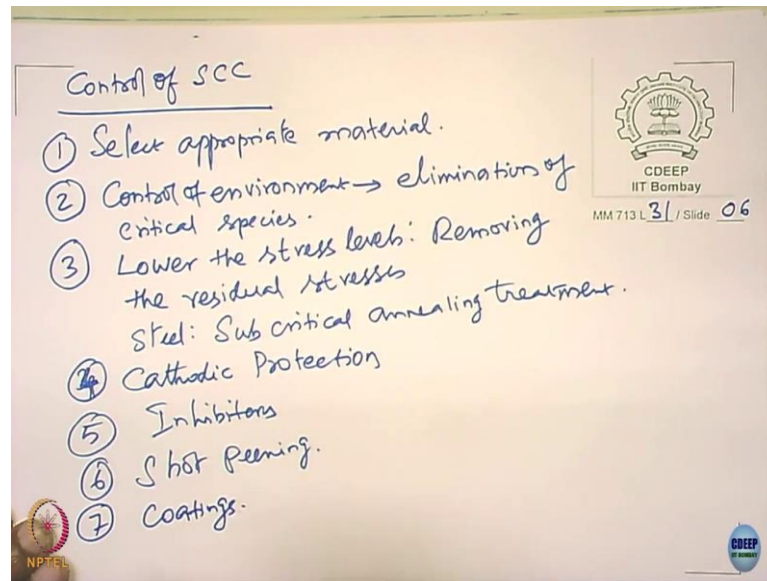 Control of SCC
① Select appropriate material.
② Control of environment → elimination of
critical species.
③ Lower the stress levels: Removing
the residual stresses
Steel: Sub critical annealing treatment.
④ Cathodic Protection
⑤ Inhibitors
⑥ Shot peening.
⑦ Coatings.
CDEEP
IIT Bombay
MM 713 L 31 / Slide 06
NPTEL
CDEEP
IIT BOMBAY